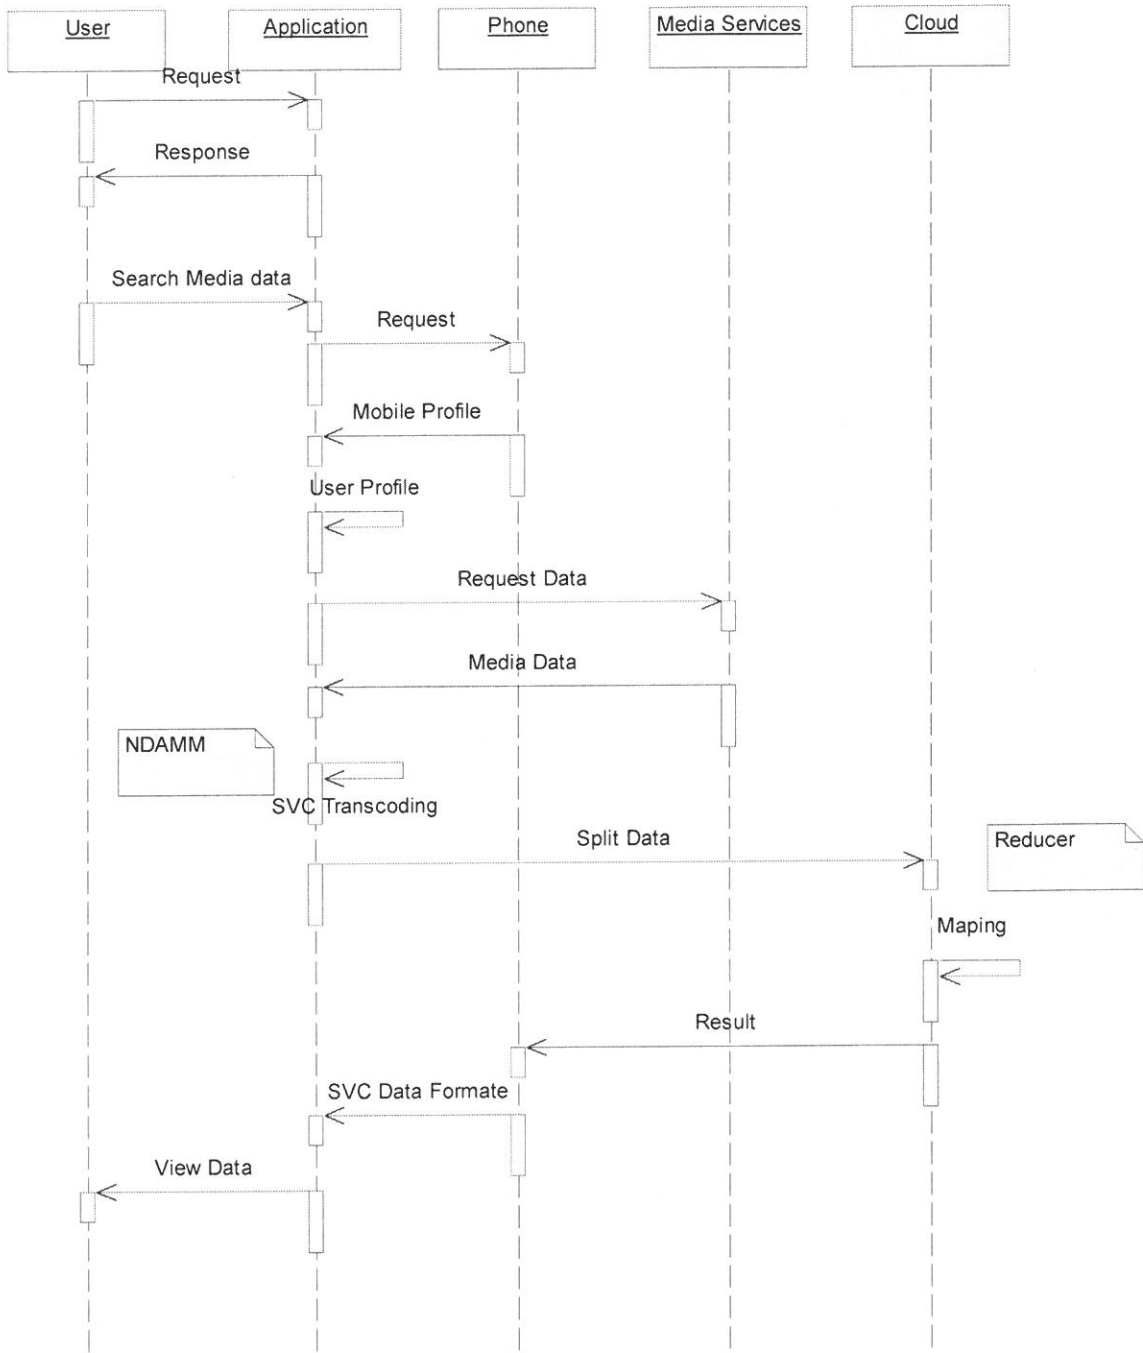 User
Application
Phone
Media Services
Cloud
Request
Response
Search Media data
Request
Mobile Profile
User Profile
Request Data
Media Data
NDAMM
SVC Transcoding
Split Data
Reducer
Maping
Result
SVC Data Formate
View Data